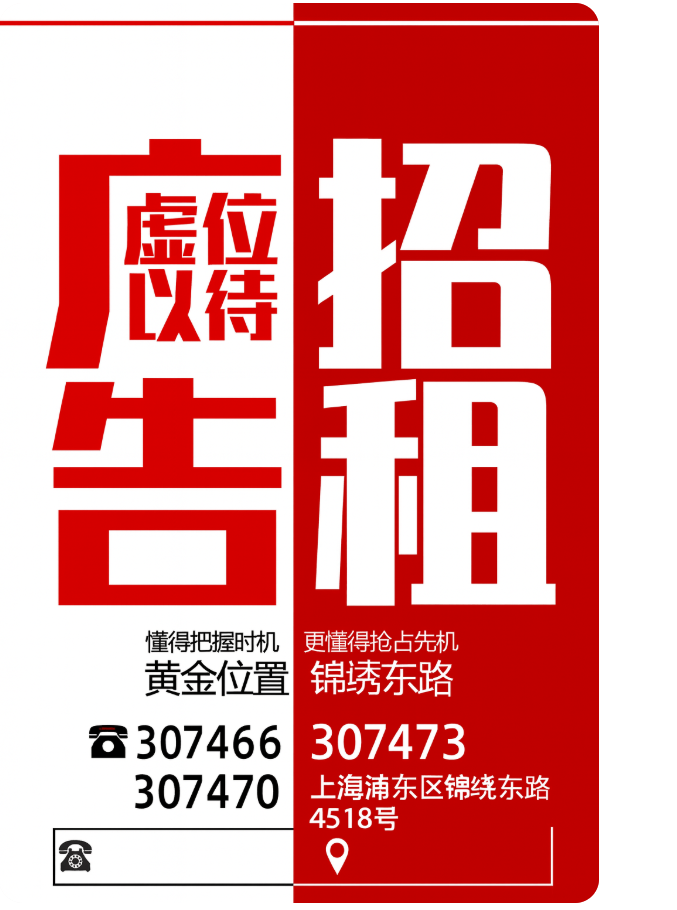 廣告
招租
虚位
以待
懂得把握时机 更懂得抢占先机
黄金位置 锦绣东路
307466 307473
307470
上海浦东区锦绕东路
4518号